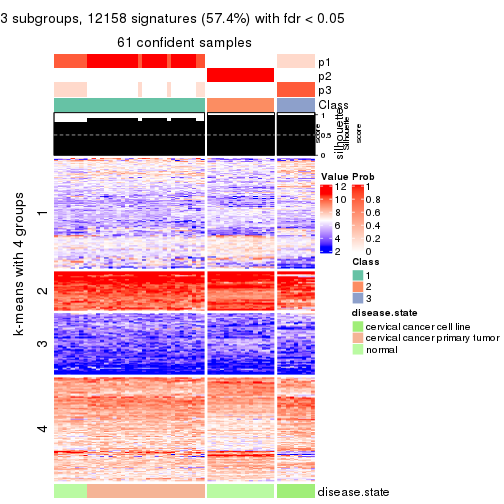 3 subgroups, 12158 signatures (57.4%) with fdr < 0.05
61 confident samples
p1
p2
p3
Class
1
0.5
0
score
silhouette
Silhouette
score
k-means with 4 groups
1
2
3
4
Value
12
10
8
6
4
2
Prob
1
0.8
0.6
0.4
0.2
0
Class
1
2
3
disease.state
cervical cancer cell line
cervical cancer primary tumor
normal
disease.state